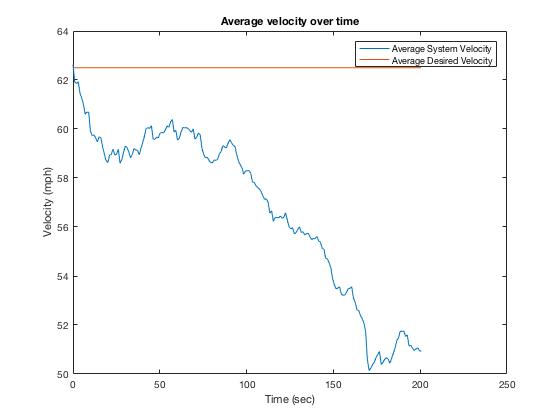 Average velocity over time
64
62
60
58
56
54
52
50
Velocity (mph)
Average System Velocity
Average Desired Velocity
0 50 100 150 200 250
Time (sec)